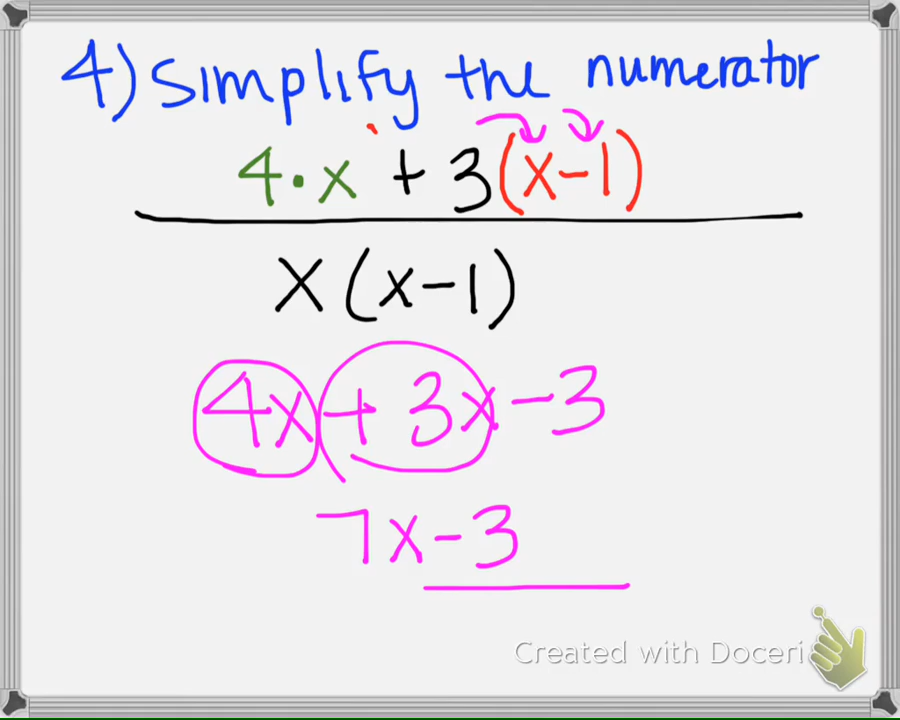 4) Simplify the numerator
4·x + 3(x-1)
x(x-1)
4x + 3x - 3
7x - 3
Created with Doceri